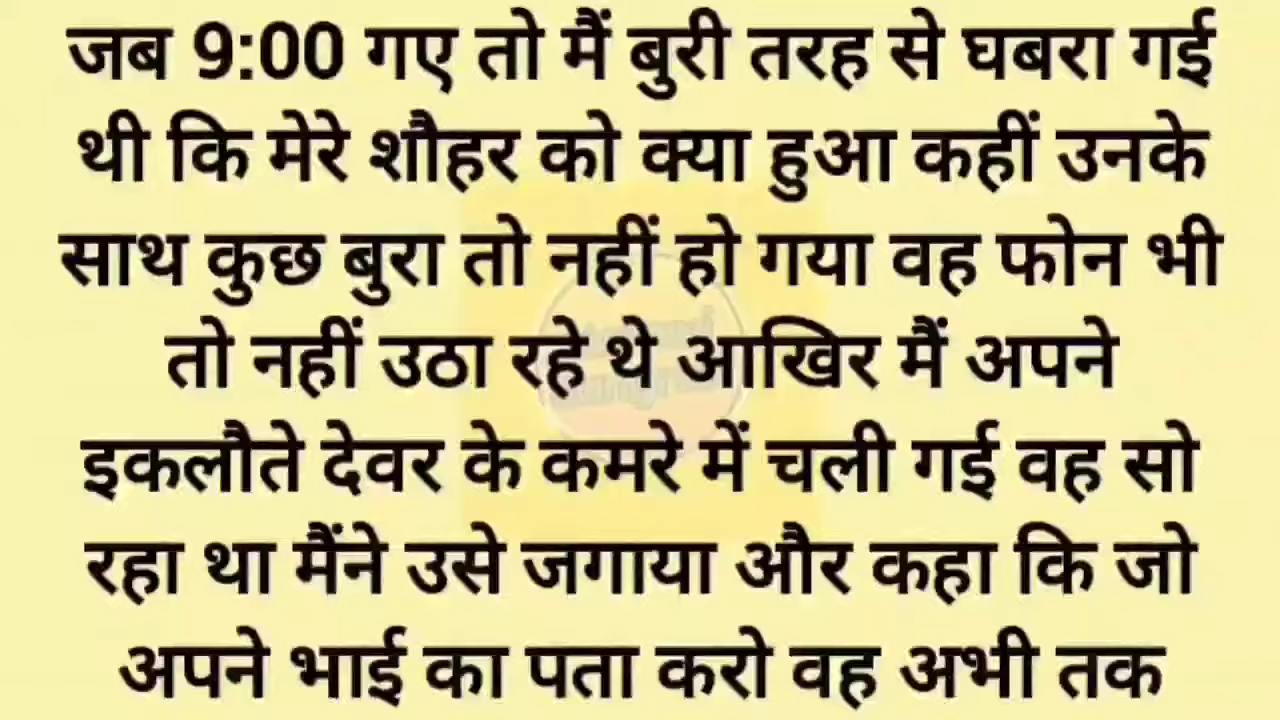 जब 9:00 गए तो मैं बुरी तरह से घबरा गई
थी कि मेरे शौहर को क्या हुआ कहीं उनके
साथ कुछ बुरा तो नहीं हो गया वह फोन भी
तो नहीं उठा रहे थे आखिर मैं अपने
इकलौते देवर के कमरे में चली गई वह सो
रहा था मैंने उसे जगाया और कहा कि जो
अपने भाई का पता करो वह अभी तक